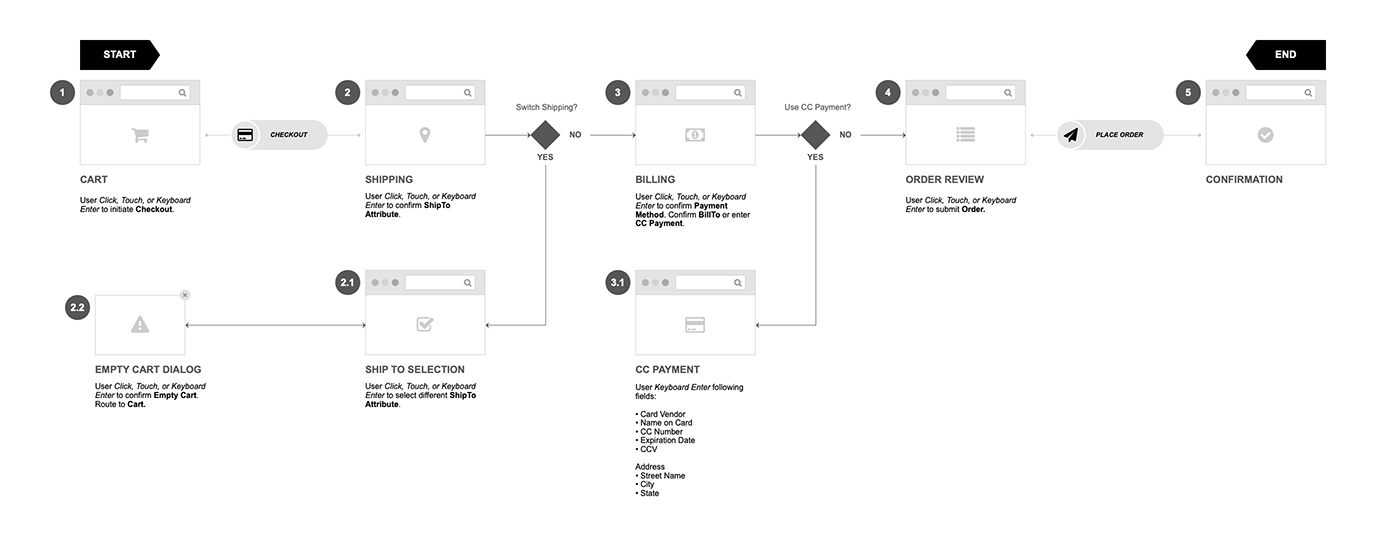 START
END
1
2
3
4
5
Switch Shipping?
Use CC Payment?
CHECKOUT
NO
NO
PLACE ORDER
YES
YES
CART
User Click, Touch, or Keyboard
Enter to initiate Checkout.
SHIPPING
User Click, Touch, or Keyboard
Enter to confirm ShipTo
Attribute.
BILLING
User Click, Touch, or Keyboard
Enter to confirm Payment
Method. Confirm BillTo or enter
CC Payment.
ORDER REVIEW
User Click, Touch, or Keyboard
Enter to submit Order.
CONFIRMATION
2.2
2.1
3.1
EMPTY CART DIALOG
User Click, Touch, or Keyboard
Enter to confirm Empty Cart.
Route to Cart.
SHIP TO SELECTION
User Click, Touch, or Keyboard
Enter to select different ShipTo
Attribute.
CC PAYMENT
User Keyboard Enter following
fields:
• Card Vendor
• Name on Card
• CC Number
• Expiration Date
• CCV
Address
• Street Name
• City
• State